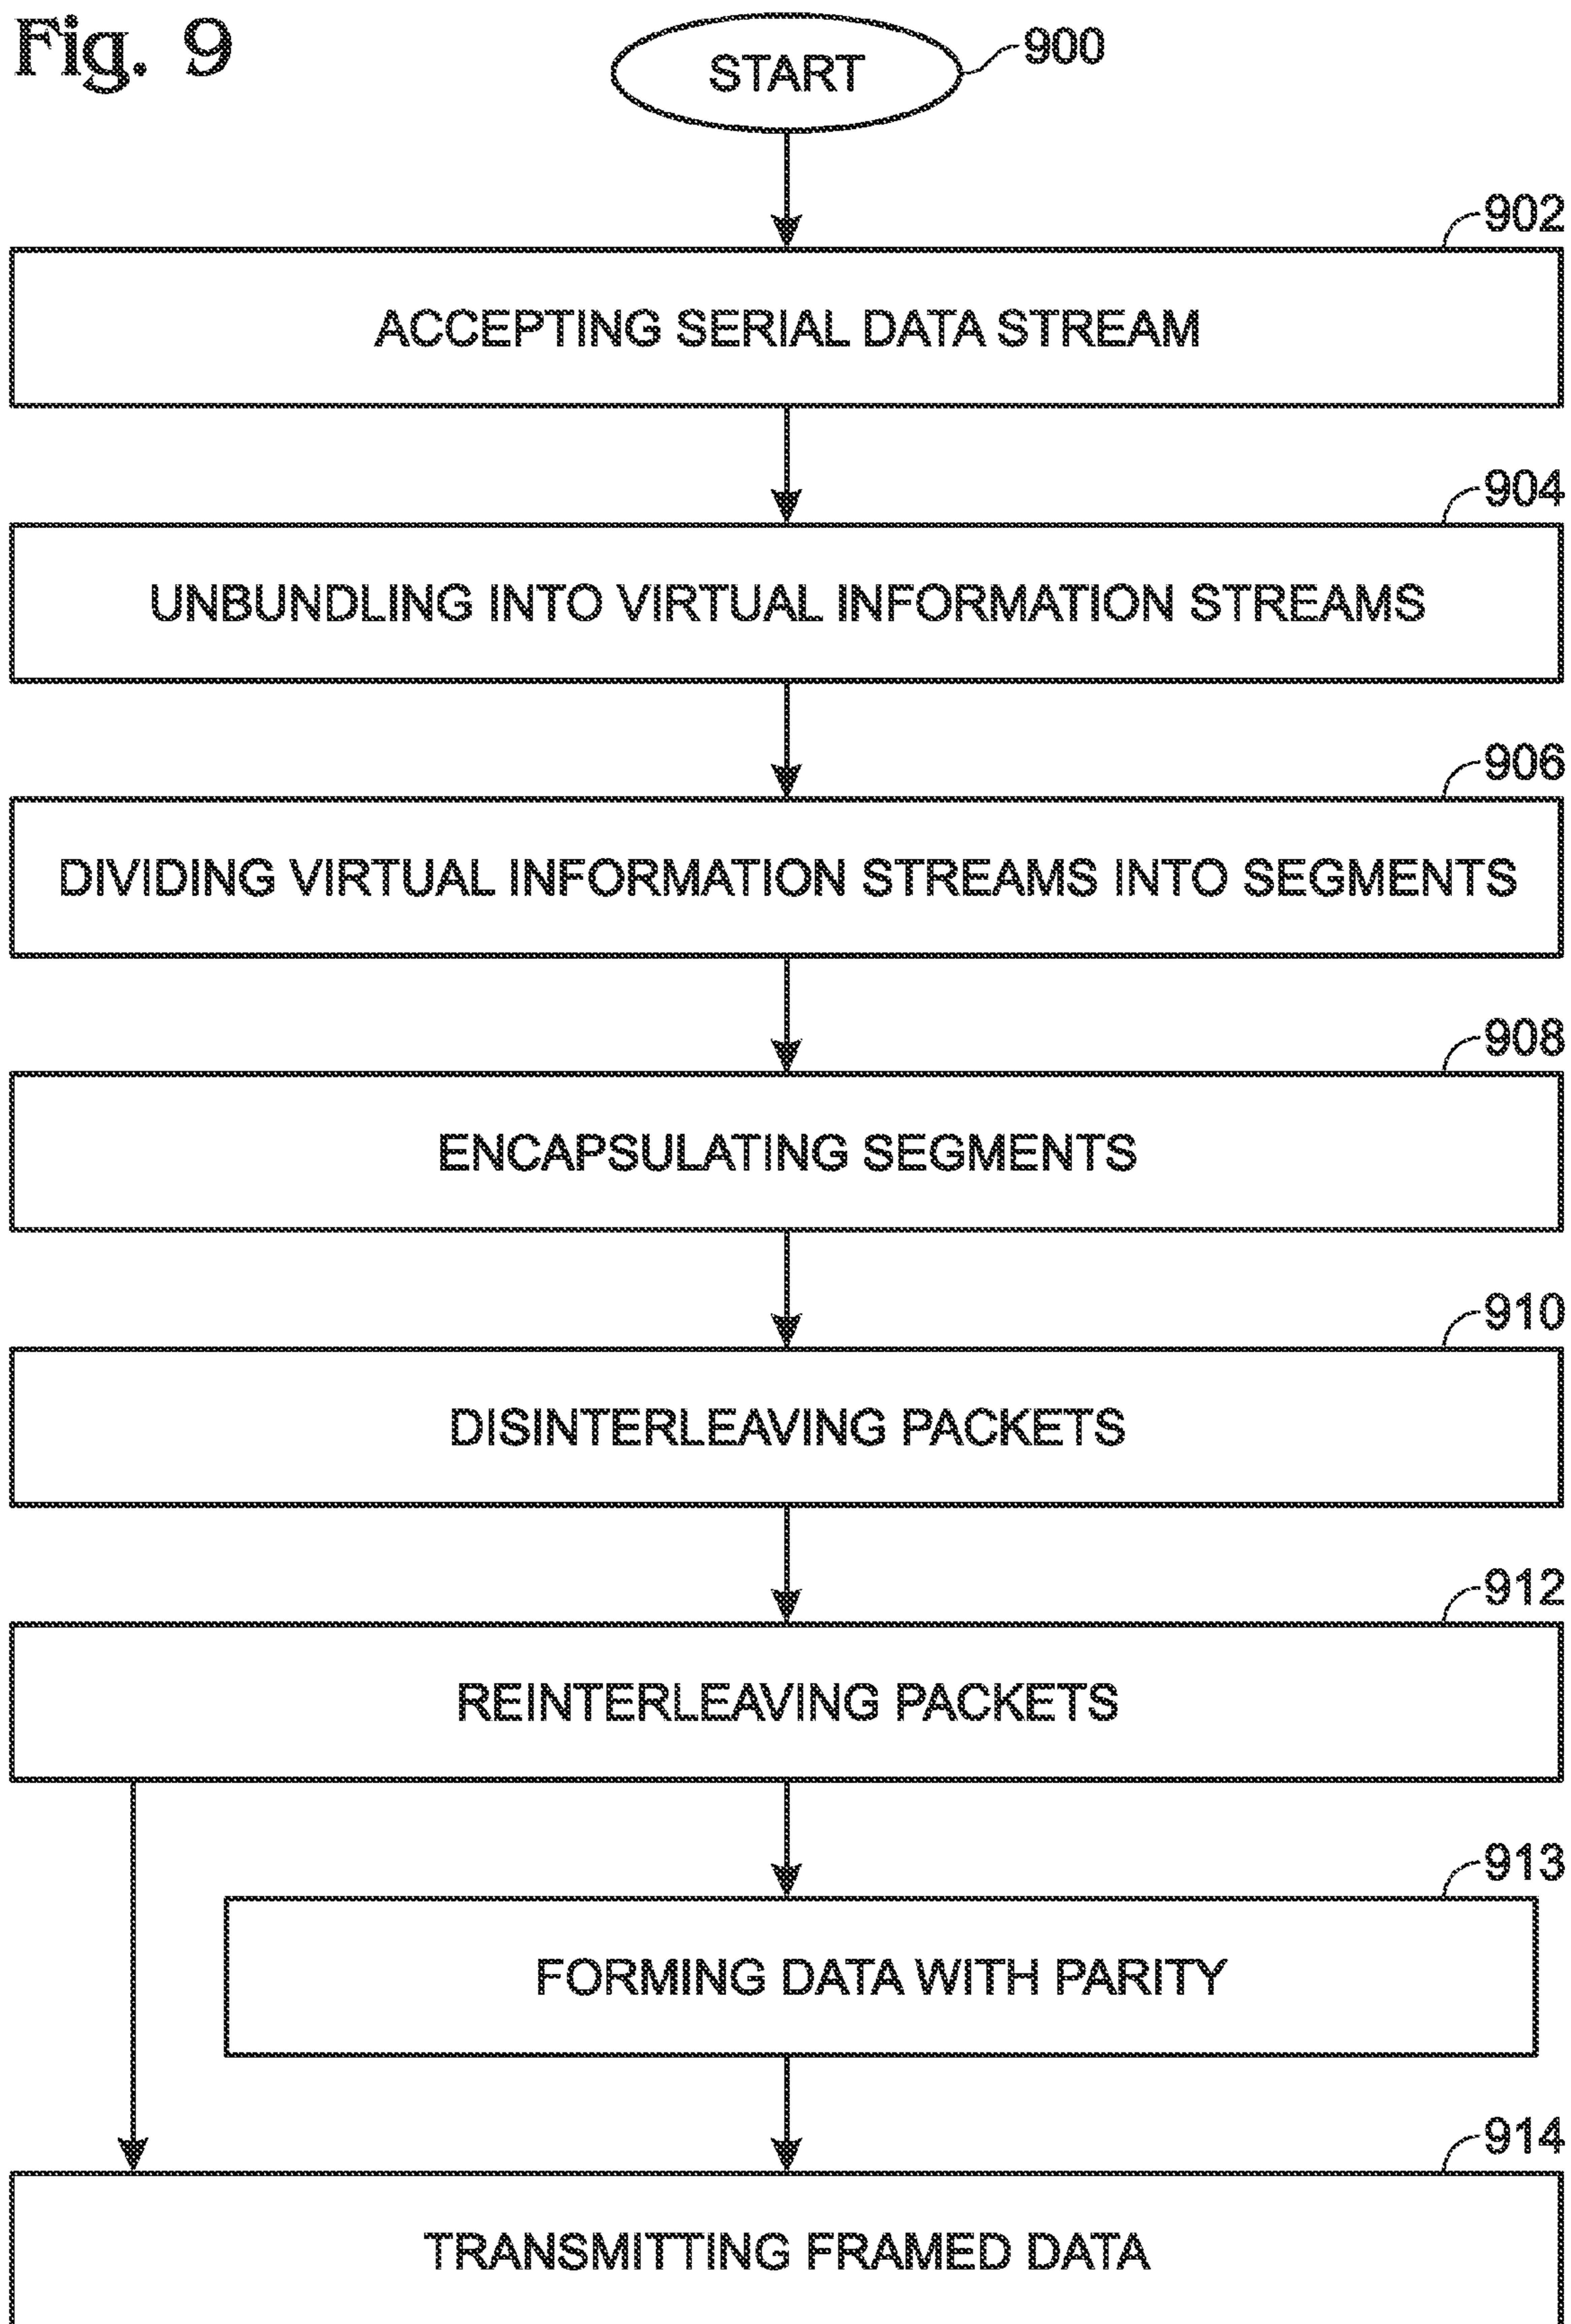 Fig. 9
START
900
902
ACCEPTING SERIAL DATA STREAM
904
UNBUNDLING INTO VIRTUAL INFORMATION STREAMS
906
DIVIDING VIRTUAL INFORMATION STREAMS INTO SEGMENTS
908
ENCAPSULATING SEGMENTS
910
DISINTERLEAVING PACKETS
912
REINTERLEAVING PACKETS
913
FORMING DATA WITH PARITY
914
TRANSMITTING FRAMED DATA